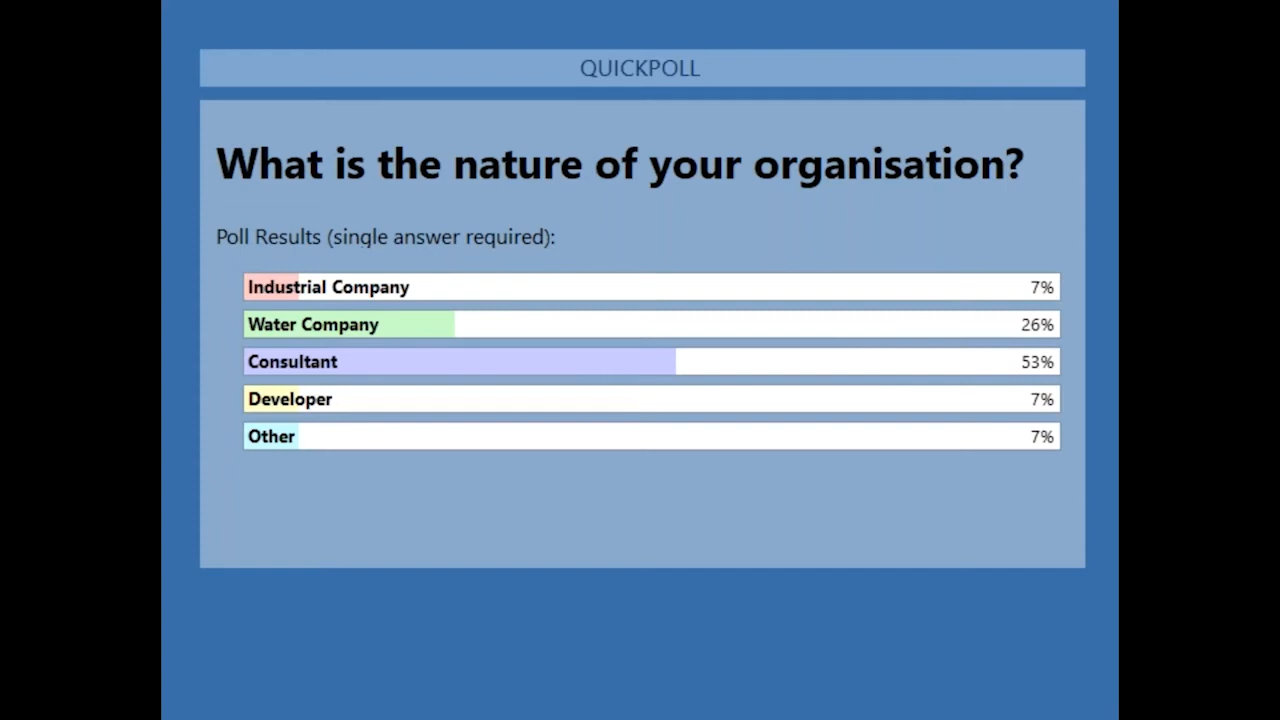 QUICKPOLL
What is the nature of your organisation?
Poll Results (single answer required):
Industrial Company 7%
Water Company 26%
Consultant 53%
Developer 7%
Other 7%